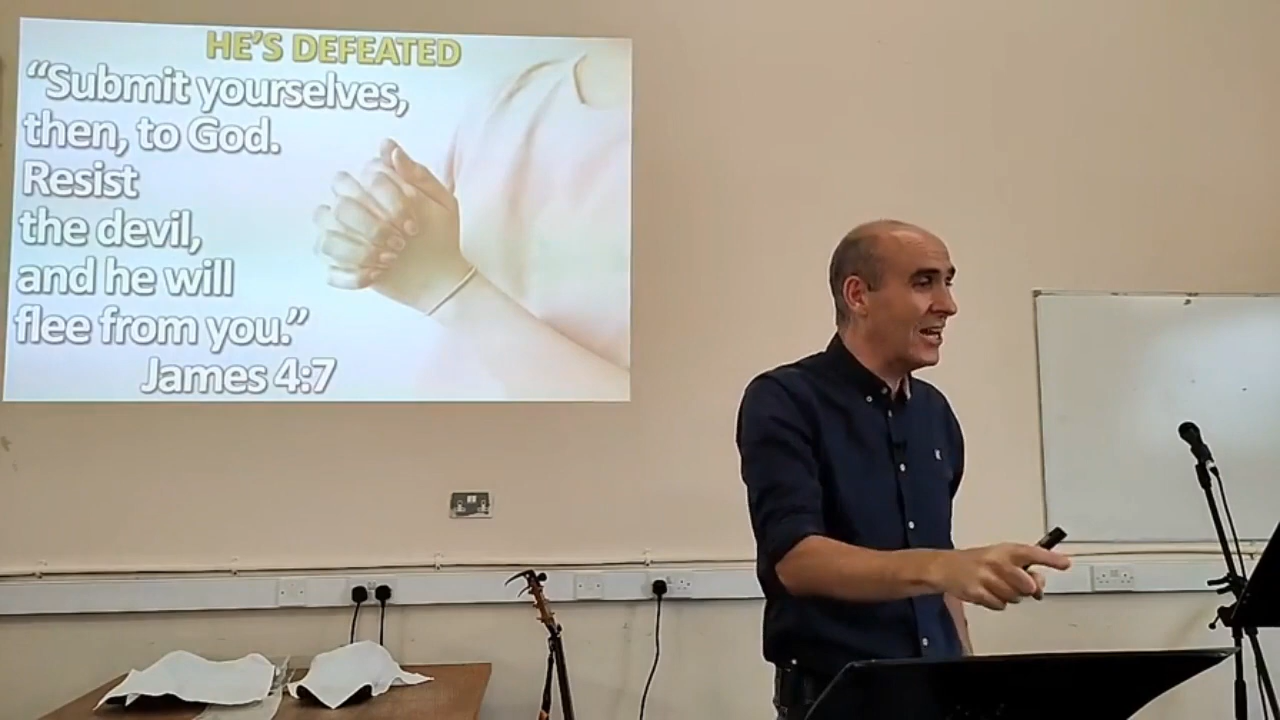 HE'S DEFEATED
“Submit yourselves,
then, to God.
Resist
the devil,
and he will
flee from you.”
James 4:7